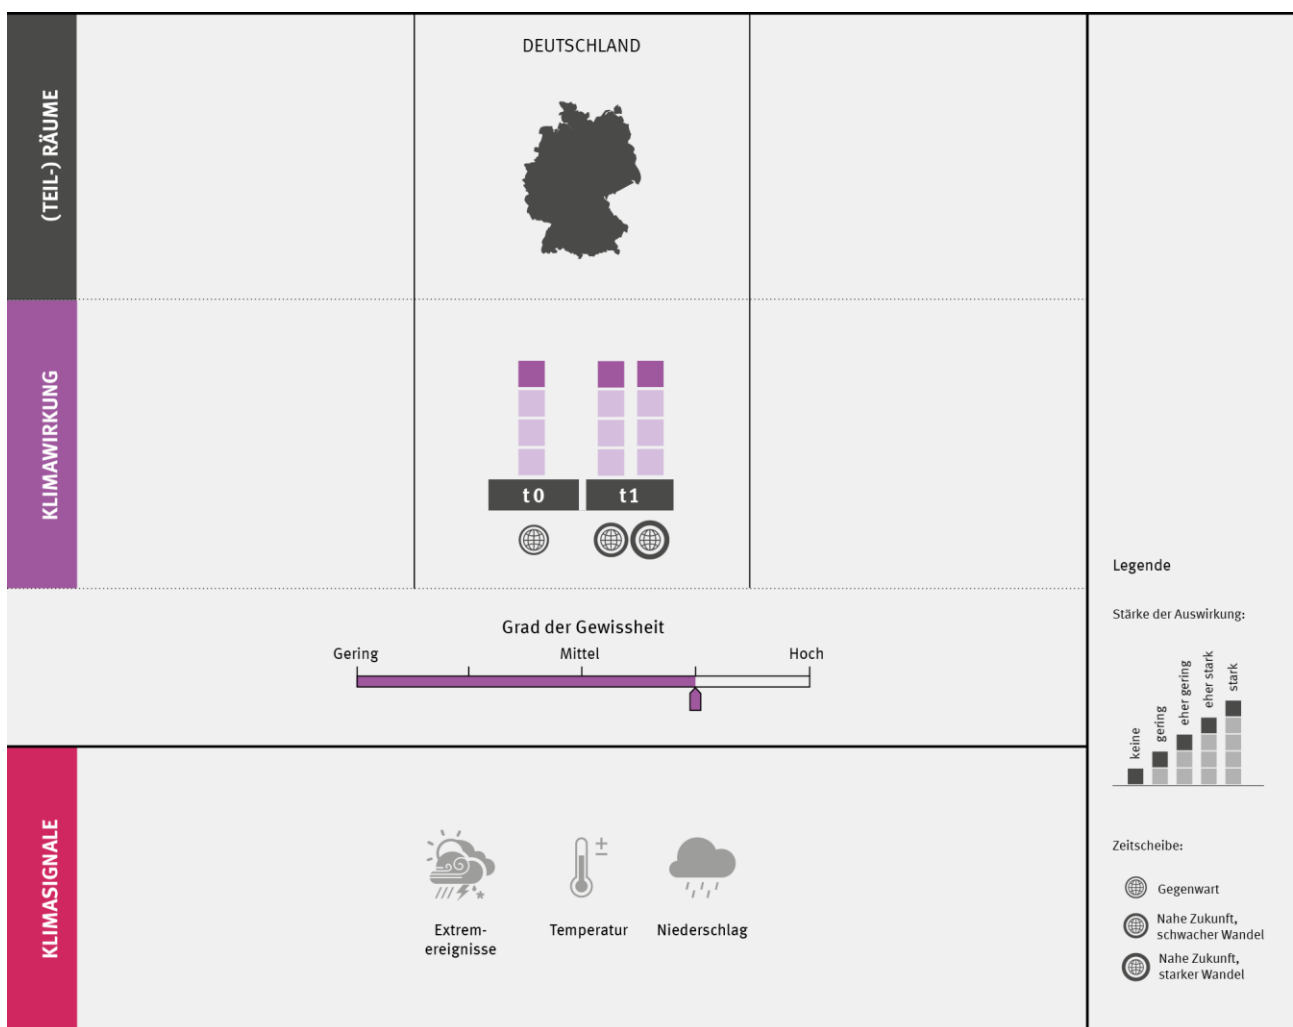 DEUTSCHLAND
(TEIL-) RÄUME
KLIMAWIRKUNG
t0
t1
Grad der Gewissheit
Gering
Mittel
Hoch
KLIMASIGNALE
Extrem-
ereignisse
Temperatur
Niederschlag
Legende
Stärke der Auswirkung:
keine
gering
eher gering
eher stark
stark
Zeitscheibe:
Gegenwart
Nahe Zukunft,
schwacher Wandel
Nahe Zukunft,
starker Wandel